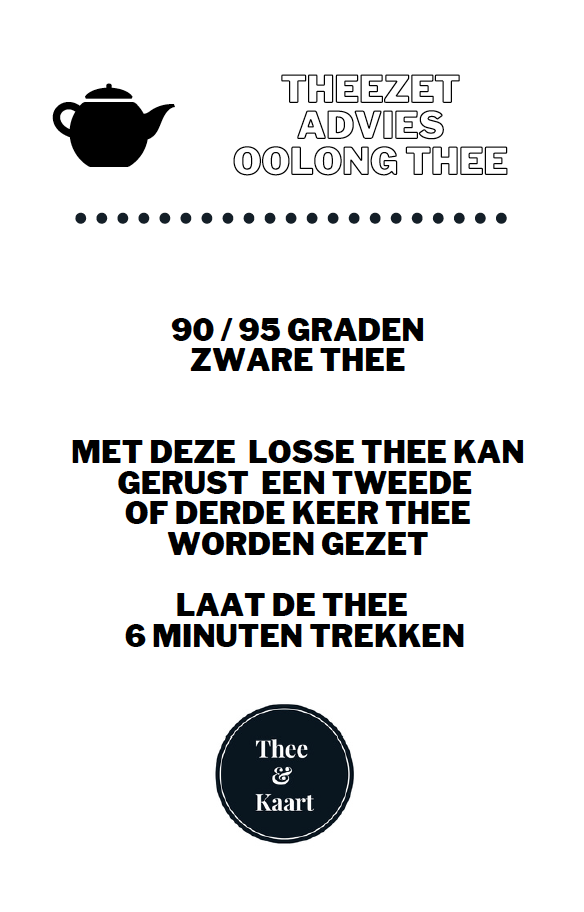 THEEZET
ADVIES
OOLONG THEE
90 / 95 GRADEN
ZWARE THEE
MET DEZE LOSSE THEE KAN
GERUST EEN TWEEDE
OF DERDE KEER THEE
WORDEN GEZET
LAAT DE THEE
6 MINUTEN TREKKEN
Thee
&
Kaart